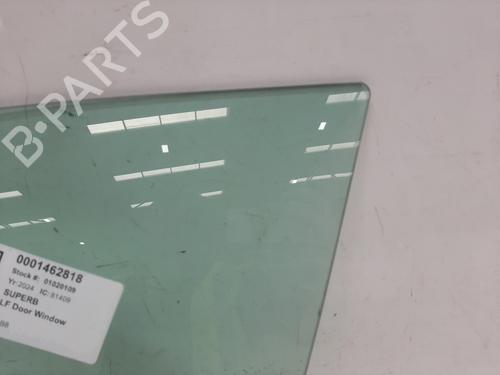 B-PARTS
0001462818
Stock #: 01020109
Yr:2024 IC: 81409
SUPERB
LF Door Window